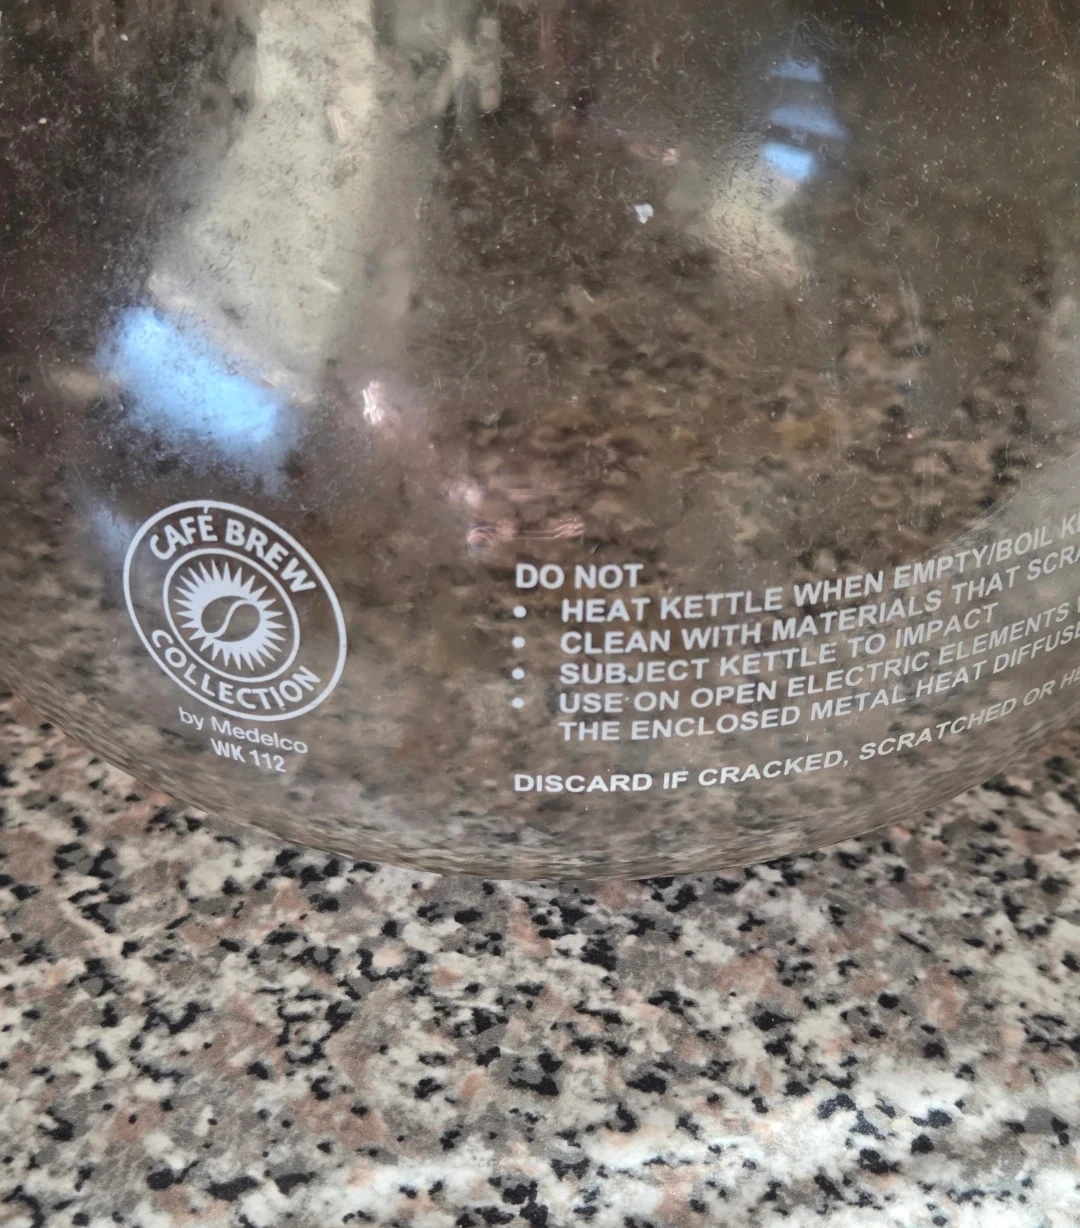 CAFÉ BREW
COLLECTION
by Medelco
WK 112
DO NOT
• HEAT KETTLE WHEN EMPTY/BOIL
• CLEAN WITH MATERIALS THAT
• SUBJECT KETTLE TO IMPACT
• USE ON OPEN ELECTRIC ELEMENTS
THE ENCLOSED METAL HEAT
DISCARD IF CRACKED, SCRATCHED OR